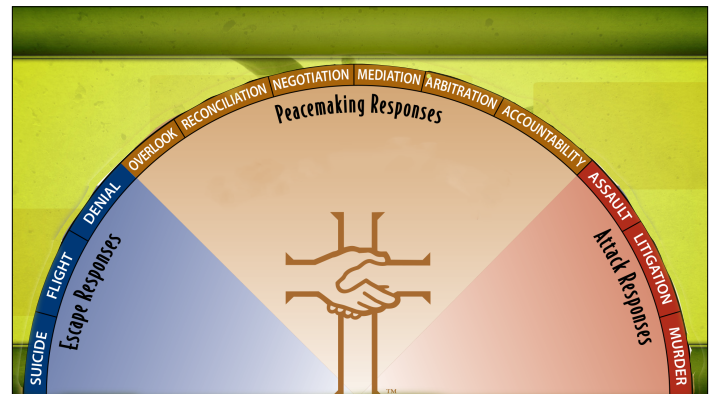 SUICIDE
FLIGHT
DENIAL
OVERLOOK
RECONCILIATION
NEGOTIATION
MEDIATION
ARBITRATION
ACCOUNTABILITY
ASSAULT
LITIGATION
MURDER
Escape Responses
Peacemaking Responses
Attack Responses
TM